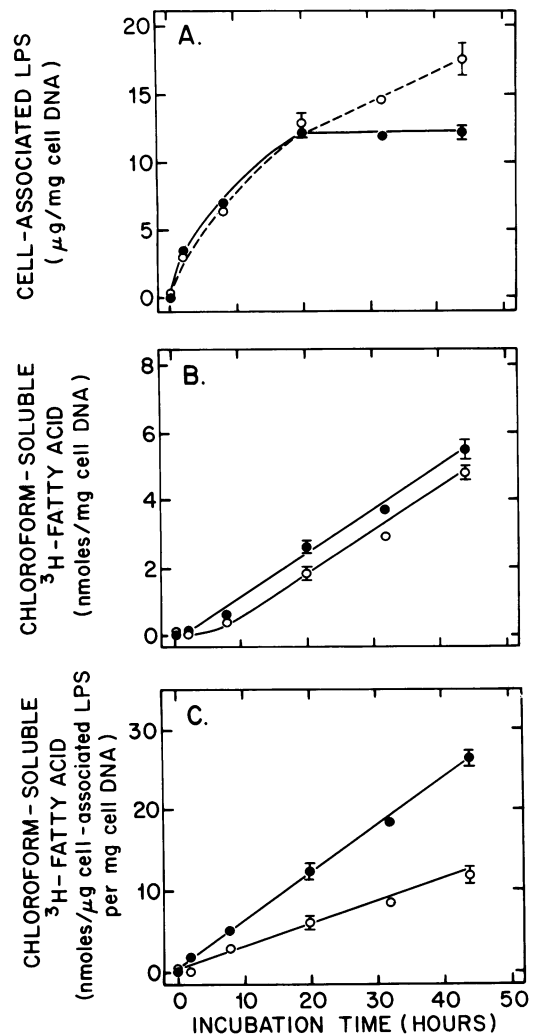 A.
CELL-ASSOCIATED LPS
(μg/mg cell DNA)
20
15
10
5
0
B.
CHLOROFORM-SOLUBLE
³H-FATTY ACID
(nmoles/mg cell DNA)
8
6
4
2
0
C.
CHLOROFORM-SOLUBLE
³H-FATTY ACID
(nmoles/μg cell-associated LPS
per mg cell DNA)
30
20
10
0
0 10 20 30 40 50
INCUBATION TIME (HOURS)